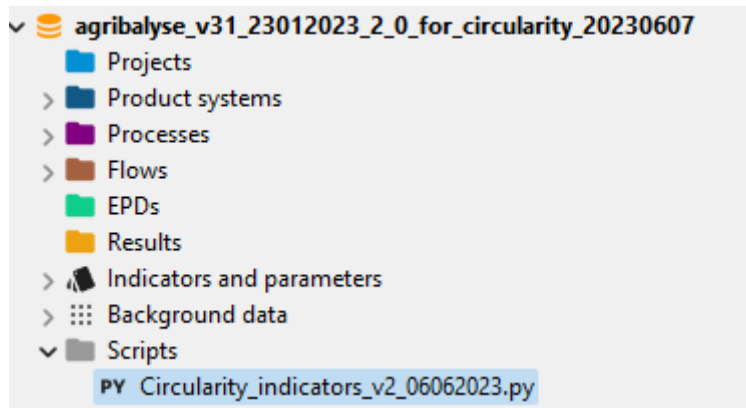 agribalyse_v31_23012023_2_0_for_circularity_20230607
Projects
Product systems
Processes
Flows
EPDs
Results
Indicators and parameters
Background data
Scripts
PY Circularity_indicators_v2_06062023.py